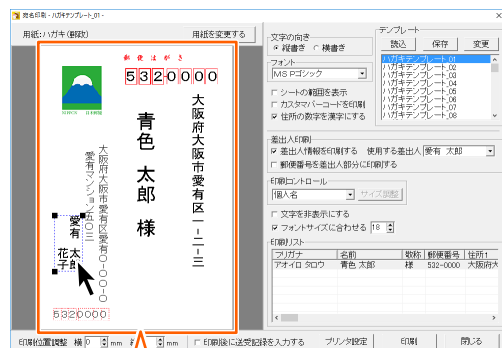 宛名印刷 - ハガキテンプレート_01 -
用紙:ハガキ(郵政)
用紙を変更する
郵便はがき
5320000
NIPPON 日本郵便
大阪府大阪市愛有区一-二-三
青色 太郎 様
大阪府大阪市愛有区愛有0-0-0
愛有マンション五〇三
愛有 太郎
花子
5320000
印刷位置調整 横 0 mm 縦 mm
印刷後に送受記録を入力する
プリンタ設定
印刷
閉じる
文字の向き
縦書き 横書き
フォント
MS Pゴシック
シートの範囲を表示
カスタマバーコードを印刷
住所の数字を漢字にする
テンプレート
読込 保存 変更
ハガキテンプレート_01
ハガキテンプレート_02
ハガキテンプレート_03
ハガキテンプレート_04
ハガキテンプレート_05
ハガキテンプレート_06
ハガキテンプレート_07
ハガキテンプレート_08
差出人印刷
差出人情報を印刷する 使用する差出人 愛有 太郎
郵便番号を差出人部分に印刷する
印刷コントロール
個人名
サイズ調整
文字を非表示にする
フォントサイズに合わせる 18
印刷リスト
フリガナ 名前 敬称 郵便番号 住所1
アオイロ タロウ 青色 太郎 様 532-0000 大阪府大